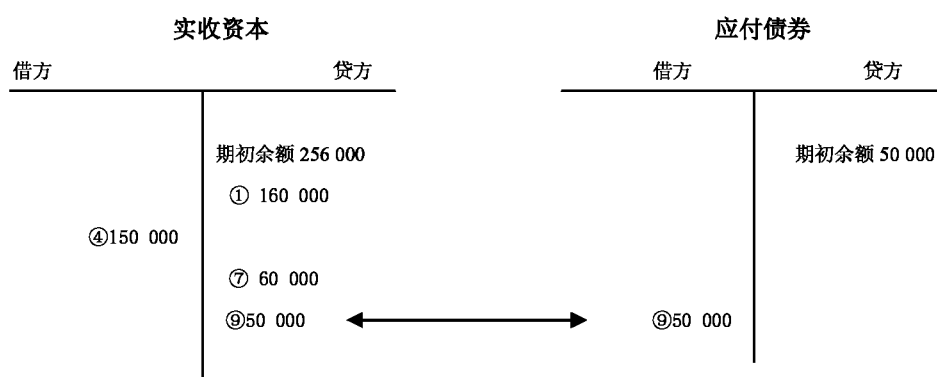 实收资本 应付债券
借方 贷方 借方 贷方
期初余额 256 000 期初余额 50 000
① 160 000
④150 000
⑦ 60 000
⑨50 000 ⑨50 000